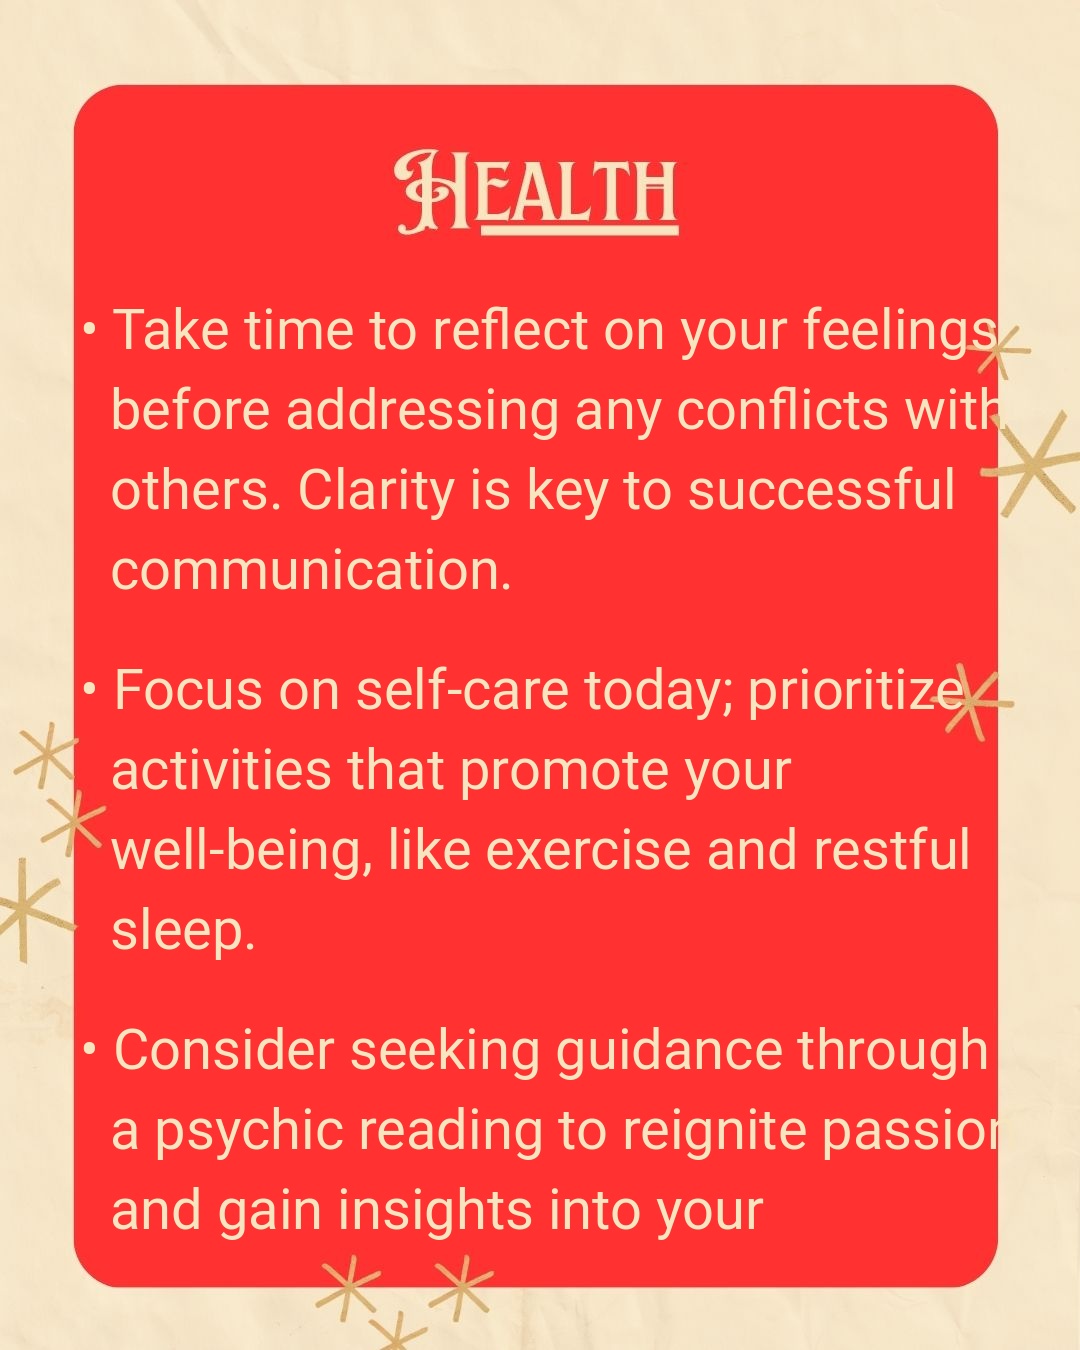 Health
• Take time to reflect on your feelings
before addressing any conflicts with
others. Clarity is key to successful
communication.
• Focus on self-care today; prioritize
activities that promote your
well-being, like exercise and restful
sleep.
• Consider seeking guidance through
a psychic reading to reignite passion
and gain insights into your